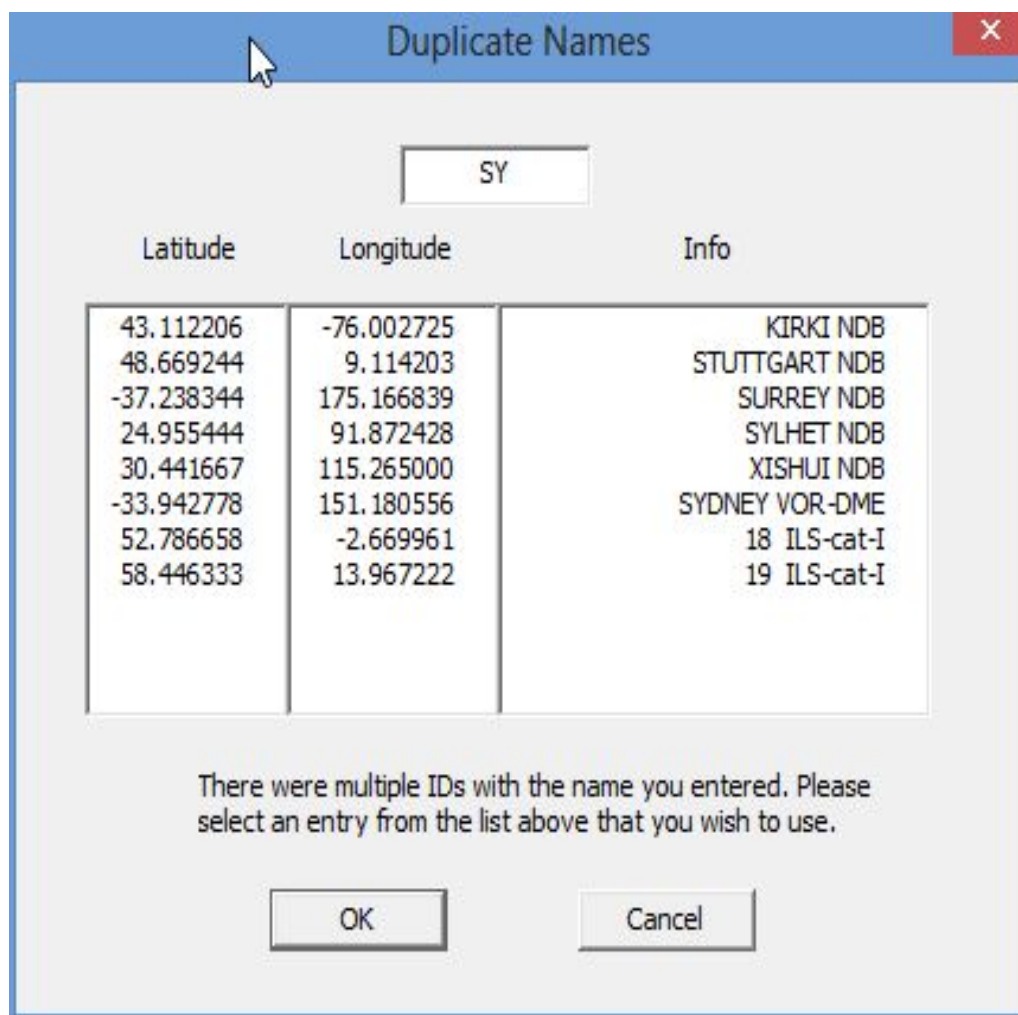 Duplicate Names
X
SY
Latitude Longitude Info
43.112206 -76.002725 KIRKI NDB
48.669244 9.114203 STUTTGART NDB
-37.238344 175.166839 SURREY NDB
24.955444 91.872428 SYLHET NDB
30.441667 115.265000 XISHUI NDB
-33.942778 151.180556 SYDNEY VOR-DME
52.786658 -2.669961 18 ILS-cat-I
58.446333 13.967222 19 ILS-cat-I
There were multiple IDs with the name you entered. Please
select an entry from the list above that you wish to use.
OK Cancel